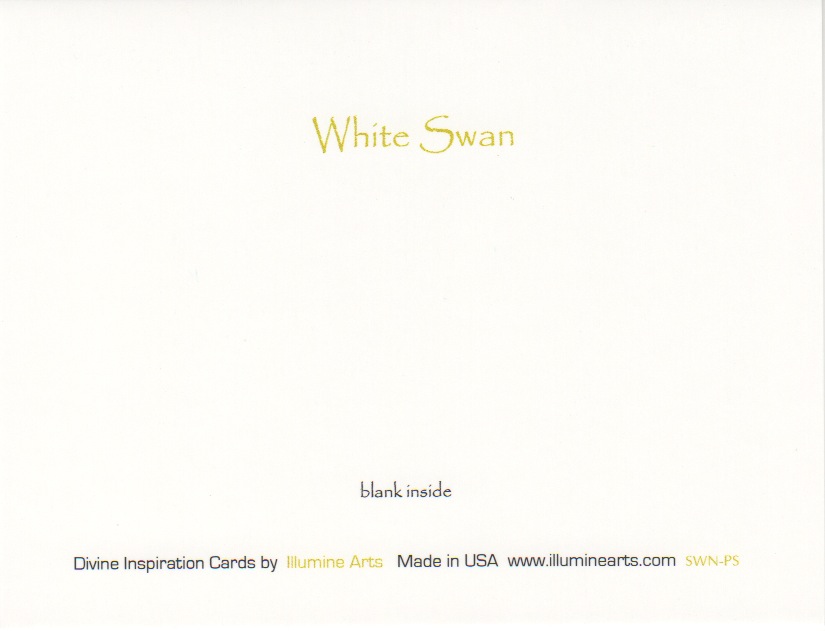 White Swan
blank inside
Divine Inspiration Cards by Illumine Arts Made in USA www.illuminearts.com SWN-PS